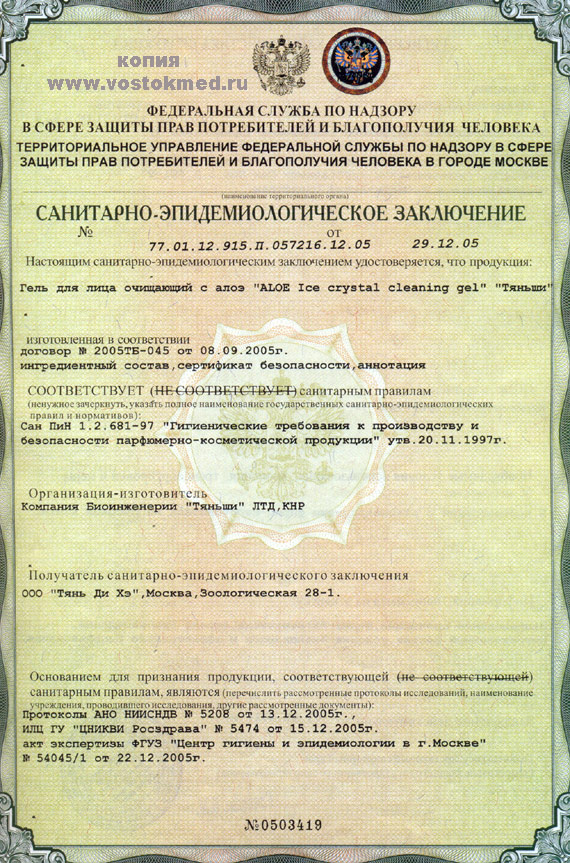 копия
www.vostokmed.ru
ФЕДЕРАЛЬНАЯ СЛУЖБА ПО НАДЗОРУ
В СФЕРЕ ЗАЩИТЫ ПРАВ ПОТРЕБИТЕЛЕЙ И БЛАГОПОЛУЧИЯ ЧЕЛОВЕКА
ТЕРРИТОРИАЛЬНОЕ УПРАВЛЕНИЕ ФЕДЕРАЛЬНОЙ СЛУЖБЫ ПО НАДЗОРУ В СФЕРЕ
ЗАЩИТЫ ПРАВ ПОТРЕБИТЕЛЕЙ И БЛАГОПОЛУЧИЯ ЧЕЛОВЕКА В ГОРОДЕ МОСКВЕ
(наименование территориального органа)
САНИТАРНО-ЭПИДЕМИОЛОГИЧЕСКОЕ ЗАКЛЮЧЕНИЕ
№ 77.01.12.915.П.057216.12.05 от 29.12.05
Настоящим санитарно-эпидемиологическим заключением удостоверяется, что продукция:
Гель для лица очищающий с алоэ "ALOE Ice crystal cleaning gel" "Тяньши"
изготовленная в соответствии
договор № 2005ТБ-045 от 08.09.2005г.
ингредиентный состав,сертификат безопасности,аннотация
СООТВЕТСТВУЕТ (НЕ СООТВЕТСТВУЕТ) санитарным правилам
(ненужное зачеркнуть, указать полное наименование государственных санитарно-эпидемиологических
правил и нормативов):
Сан ПиН 1.2.681-97 "Гигиенические требования к производству и
безопасности парфюмерно-косметической продукции" утв.20.11.1997г.
Организация-изготовитель
Компания Биоинженерии "Тяньши" ЛТД,КНР
Получатель санитарно-эпидемиологического заключения
ООО "Тянь Ди Хэ",Москва,Зоологическая 28-1.
Основанием для признания продукции, соответствующей (не соответствующей)
санитарным правилам, являются (перечислить рассмотренные протоколы исследований, наименование
учреждения, проводившего исследования, другие рассмотренные документы):
Протоколы АНО НИИСНДВ № 5208 от 13.12.2005г.,
ИЛЦ ГУ "ЦНИКВИ Росздрава" № 5474 от 15.12.2005г.
акт экспертизы ФГУЗ "Центр гигиены и эпидемиологии в г.Москве"
№ 54045/1 от 22.12.2005г.
№0503419